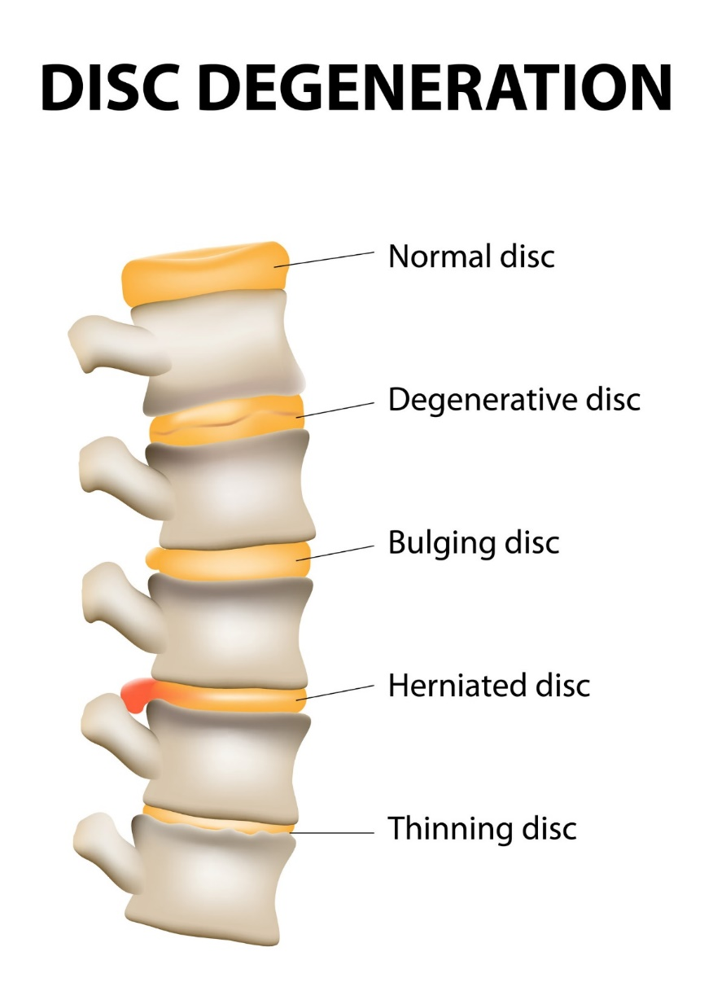 DISC DEGENERATION
Normal disc
Degenerative disc
Bulging disc
Herniated disc
Thinning disc